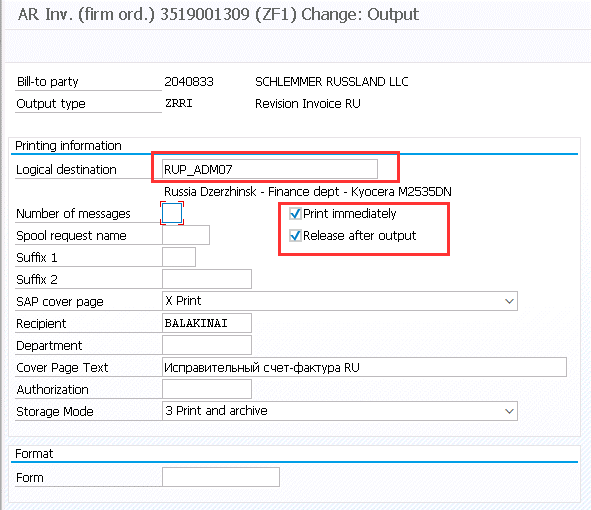 AR Inv. (firm ord.) 3519001309 (ZF1) Change: Output
Bill-to party 2040833 SCHLEMMER RUSSLAND LLC
Output type ZRRI Revision Invoice RU
Printing information
Logical destination RUP_ADM07
Russia Dzerzhinsk - Finance dept - Kyocera M2535DN
Number of messages Print immediately
Spool request name Release after output
Suffix 1
Suffix 2
SAP cover page X Print
Recipient BALAKINAI
Department
Cover Page Text Исправительный счет-фактура RU
Authorization
Storage Mode 3 Print and archive
Format
Form